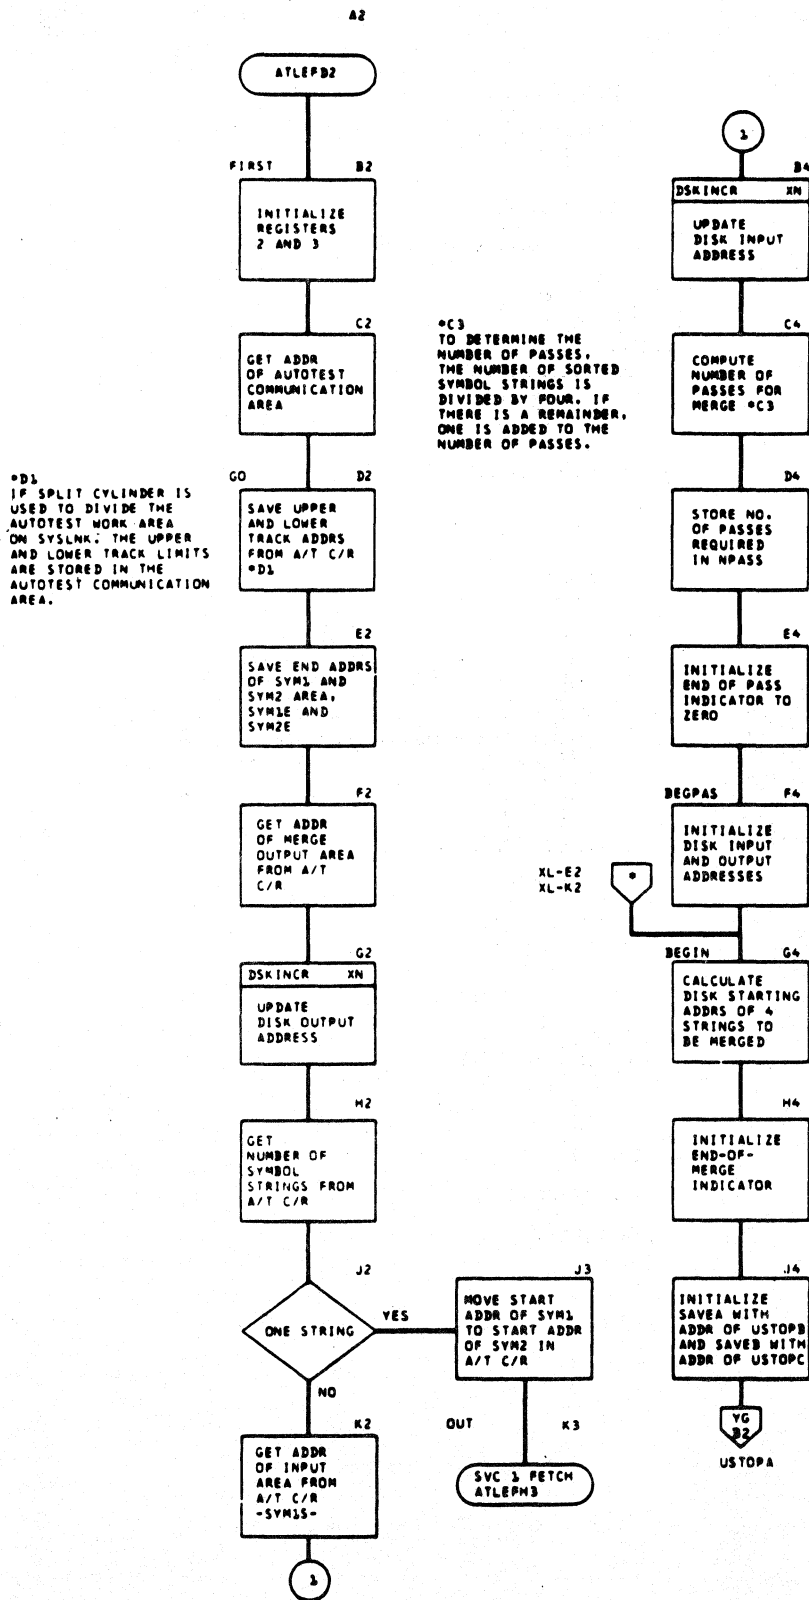 A2
ATLEFD2
FIRST B2
INITIALIZE
REGISTERS
2 AND 3
C2
GET ADDR
OF AUTOTEST
COMMUNICATION
AREA
*D1
IF SPLIT CYLINDER IS
USED TO DIVIDE THE
AUTOTEST WORK AREA
ON SYSLNK, THE UPPER
AND LOWER TRACK LIMITS
ARE STORED IN THE
AUTOTEST COMMUNICATION
AREA.
GO D2
SAVE UPPER
AND LOWER
TRACK ADDRS
FROM A/T C/R
*D1
E2
SAVE END ADDRS
OF SYM1 AND
SYM2 AREA,
SYM1E AND
SYM2E
F2
GET ADDR
OF MERGE
OUTPUT AREA
FROM A/T
C/R
G2
DSKINCR XN
UPDATE
DISK OUTPUT
ADDRESS
H2
GET
NUMBER OF
SYMBOL
STRINGS FROM
A/T C/R
J2
ONE STRING
YES
NO
J3
MOVE START
ADDR OF SYM1
TO START ADDR
OF SYM2 IN
A/T C/R
OUT K3
SVC 1 FETCH
ATLEFH3
K2
GET ADDR
OF INPUT
AREA FROM
A/T C/R
-SYM1S-
1
1
B4
DSKINCR XN
UPDATE
DISK INPUT
ADDRESS
*C3
TO DETERMINE THE
NUMBER OF PASSES,
THE NUMBER OF SORTED
SYMBOL STRINGS IS
DIVIDED BY FOUR. IF
THERE IS A REMAINDER,
ONE IS ADDED TO THE
NUMBER OF PASSES.
C4
COMPUTE
NUMBER OF
PASSES FOR
MERGE *C3
D4
STORE NO.
OF PASSES
REQUIRED
IN NPASS
E4
INITIALIZE
END OF PASS
INDICATOR TO
ZERO
BEGPAS F4
INITIALIZE
DISK INPUT
AND OUTPUT
ADDRESSES
XL-E2
XL-K2
*
BEGIN G4
CALCULATE
DISK STARTING
ADDRS OF 4
STRINGS TO
BE MERGED
H4
INITIALIZE
END-OF-
MERGE
INDICATOR
J4
INITIALIZE
SAVEA WITH
ADDR OF USTOPB
AND SAVEB WITH
ADDR OF USTOPC
YG
B2
USTOPA